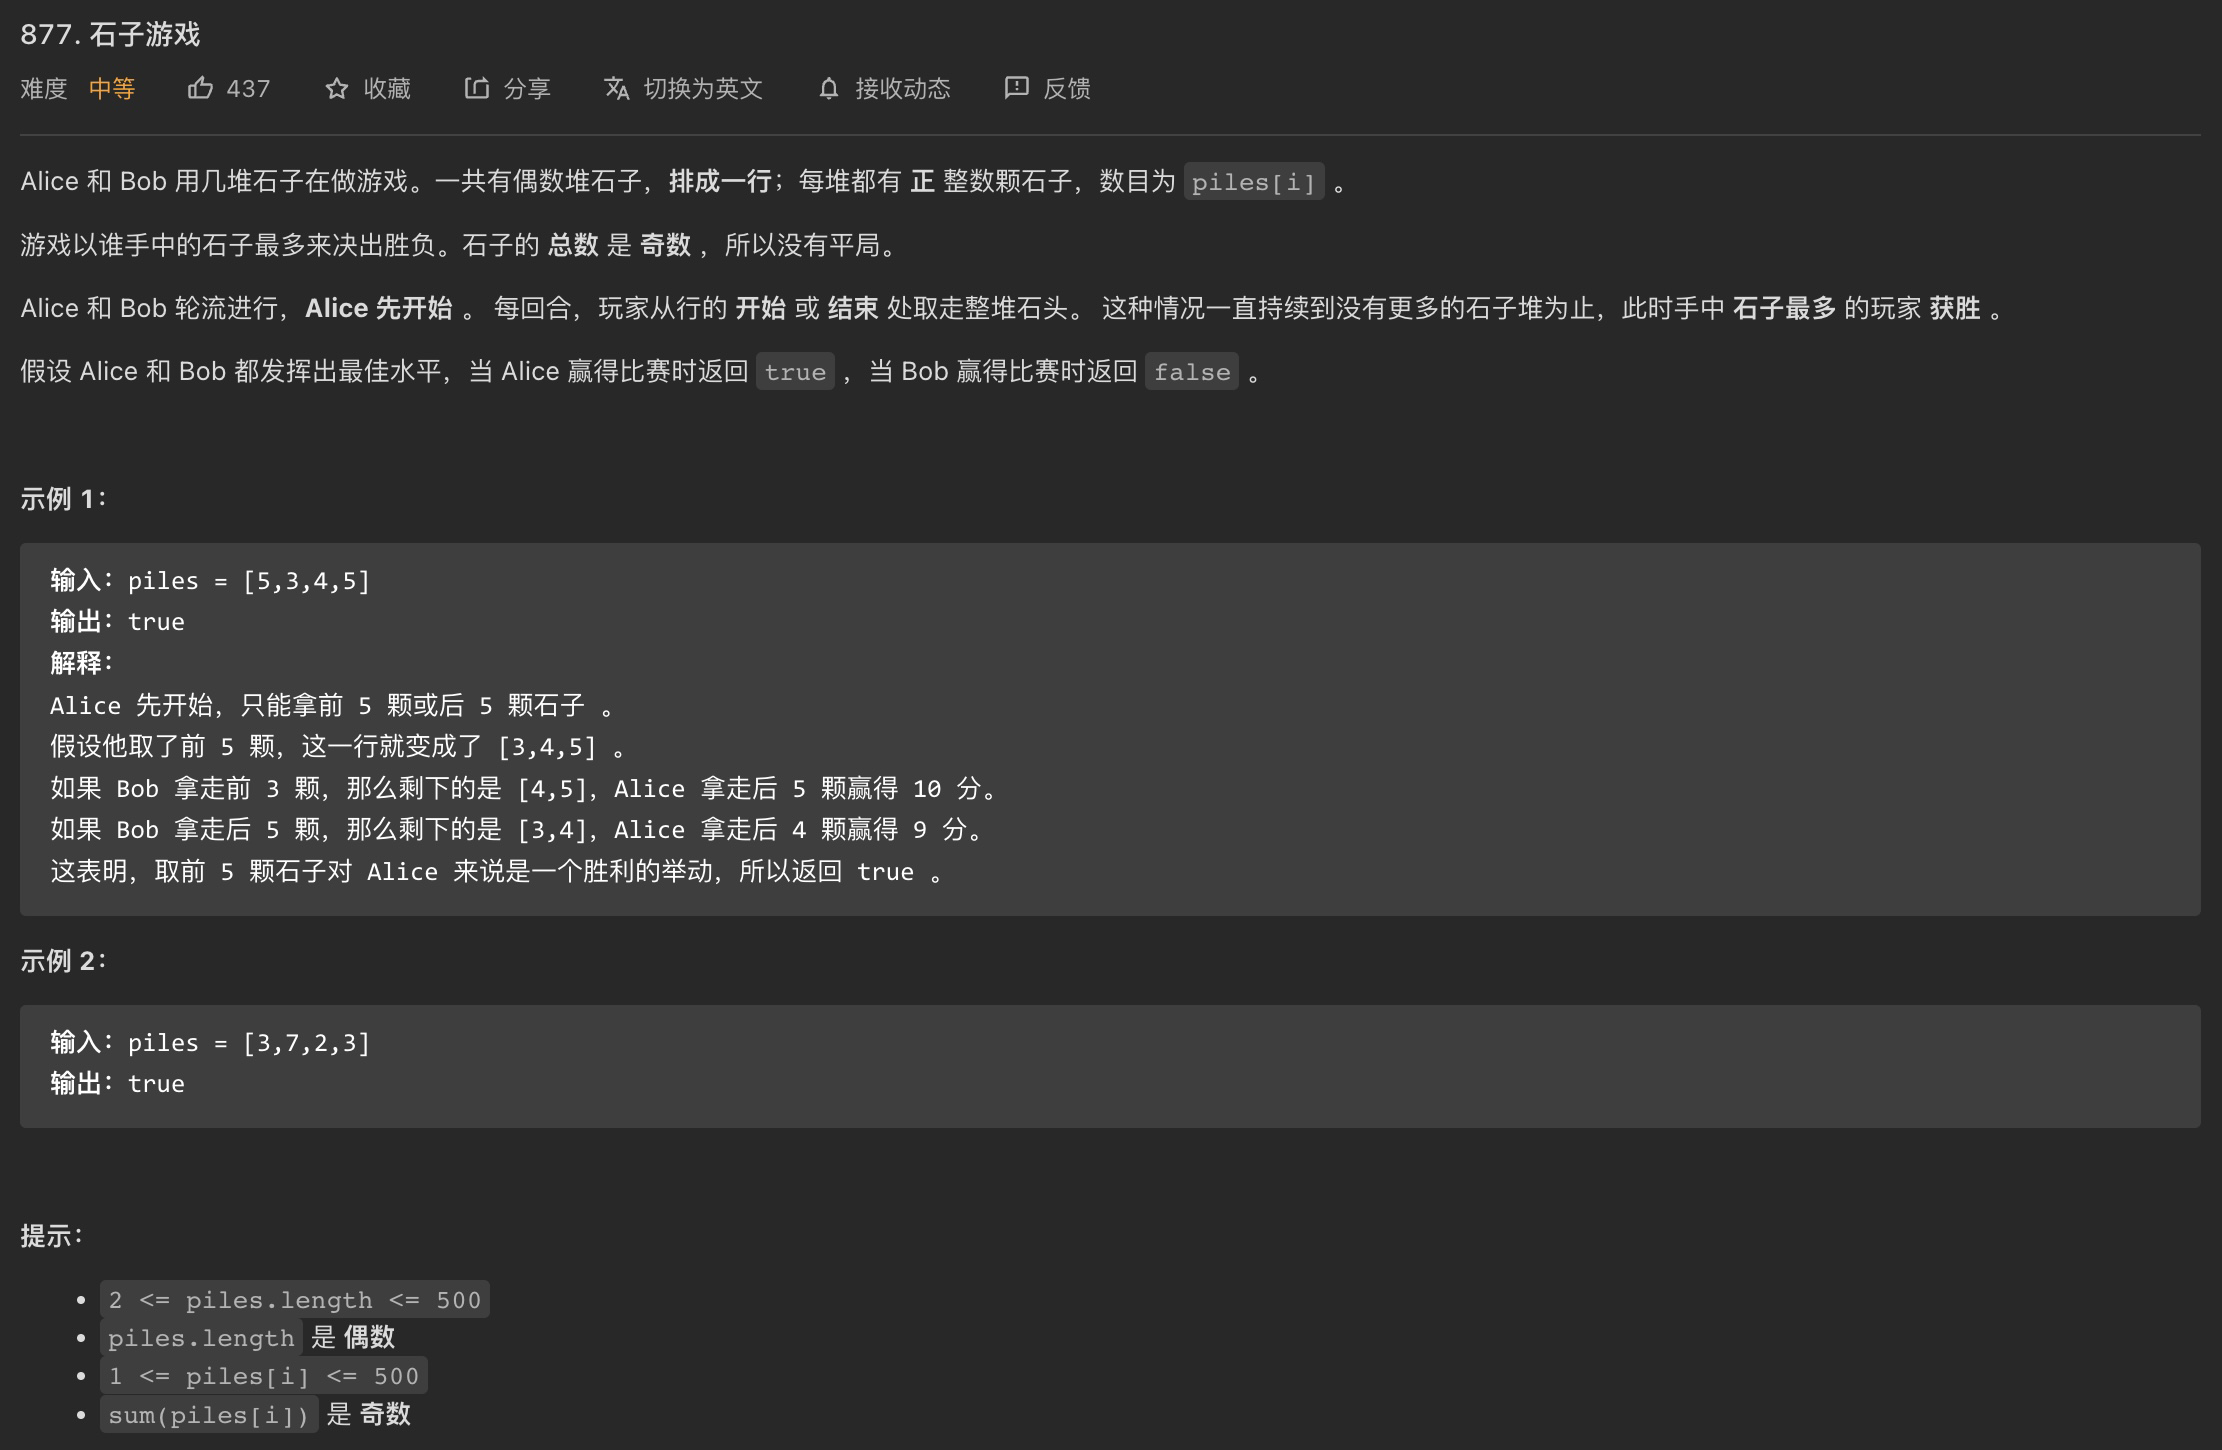 877. 石子游戏
难度 中等 437 收藏 分享 切换为英文 接收动态 反馈
Alice 和 Bob 用几堆石子在做游戏。一共有偶数堆石子，排成一行；每堆都有 正 整数颗石子，数目为 piles[i] 。
游戏以谁手中的石子最多来决出胜负。石子的 总数 是 奇数 ，所以没有平局。
Alice 和 Bob 轮流进行，Alice 先开始 。 每回合，玩家从行的 开始 或 结束 处取走整堆石头。 这种情况一直持续到没有更多的石子堆为止，此时手中 石子最多 的玩家 获胜 。
假设 Alice 和 Bob 都发挥出最佳水平，当 Alice 赢得比赛时返回 true ，当 Bob 赢得比赛时返回 false 。
示例 1：
输入：piles = [5,3,4,5]
输出：true
解释：
Alice 先开始，只能拿前 5 颗或后 5 颗石子 。
假设他取了前 5 颗，这一行就变成了 [3,4,5] 。
如果 Bob 拿走前 3 颗，那么剩下的是 [4,5]，Alice 拿走后 5 颗赢得 10 分。
如果 Bob 拿走后 5 颗，那么剩下的是 [3,4]，Alice 拿走后 4 颗赢得 9 分。
这表明，取前 5 颗石子对 Alice 来说是一个胜利的举动，所以返回 true 。
示例 2：
输入：piles = [3,7,2,3]
输出：true
提示：
• 2 <= piles.length <= 500
• piles.length 是 偶数
• 1 <= piles[i] <= 500
• sum(piles[i]) 是 奇数